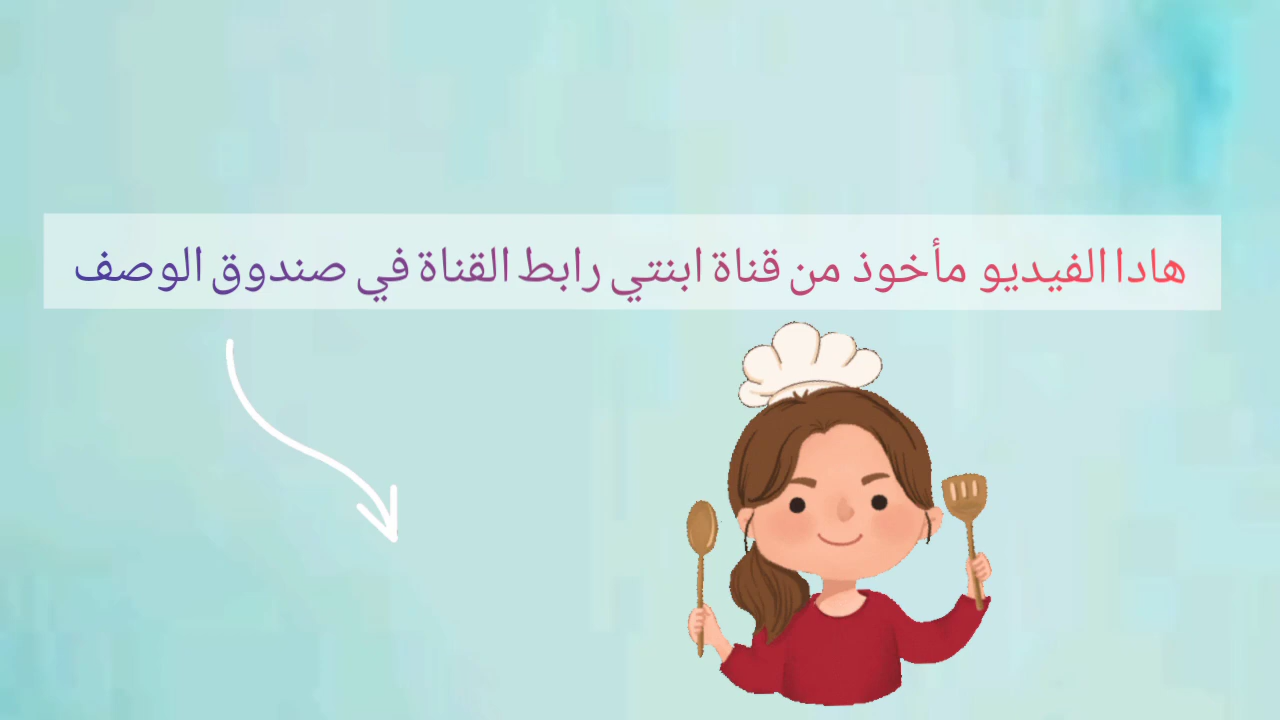 هادا الفيديو مأخوذ من قناة ابنتي رابط القناة في صندوق الوصف